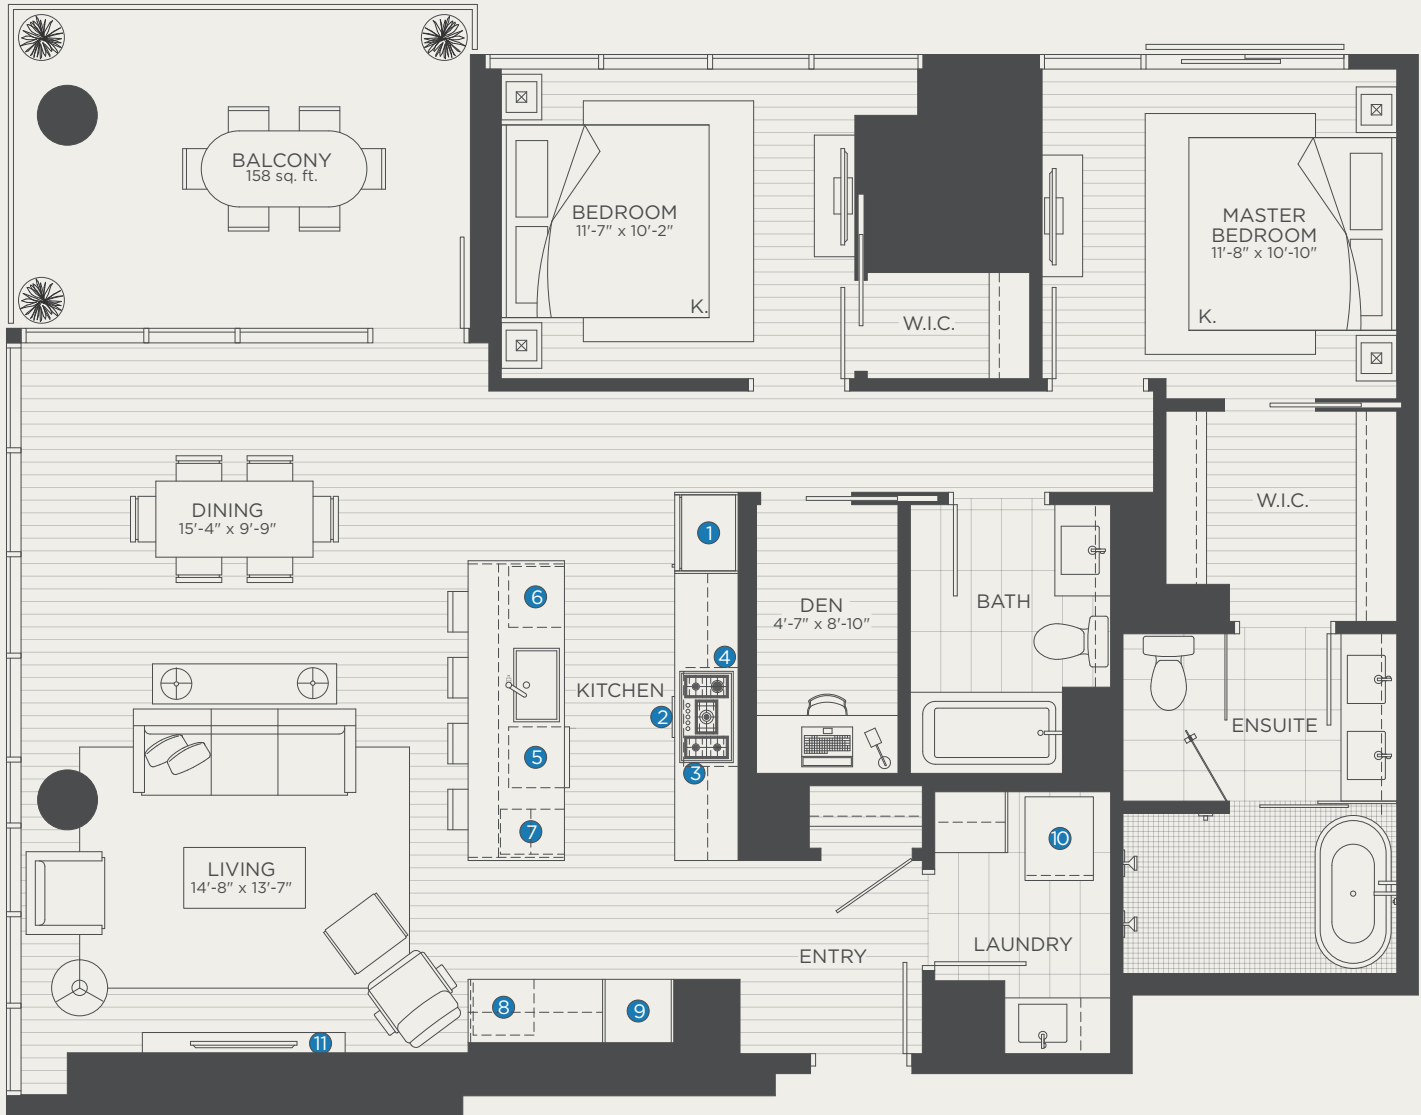 BALCONY
158 sq. ft.
BEDROOM
11'-7" x 10'-2"
K.
W.I.C.
MASTER
BEDROOM
11'-8" x 10'-10"
K.
DINING
15'-4" x 9'-9"
1
W.I.C.
6
DEN
4'-7" x 8'-10"
BATH
4
KITCHEN
2
ENSUITE
5
3
7
10
LIVING
14'-8" x 13'-7"
ENTRY
LAUNDRY
8
9
11